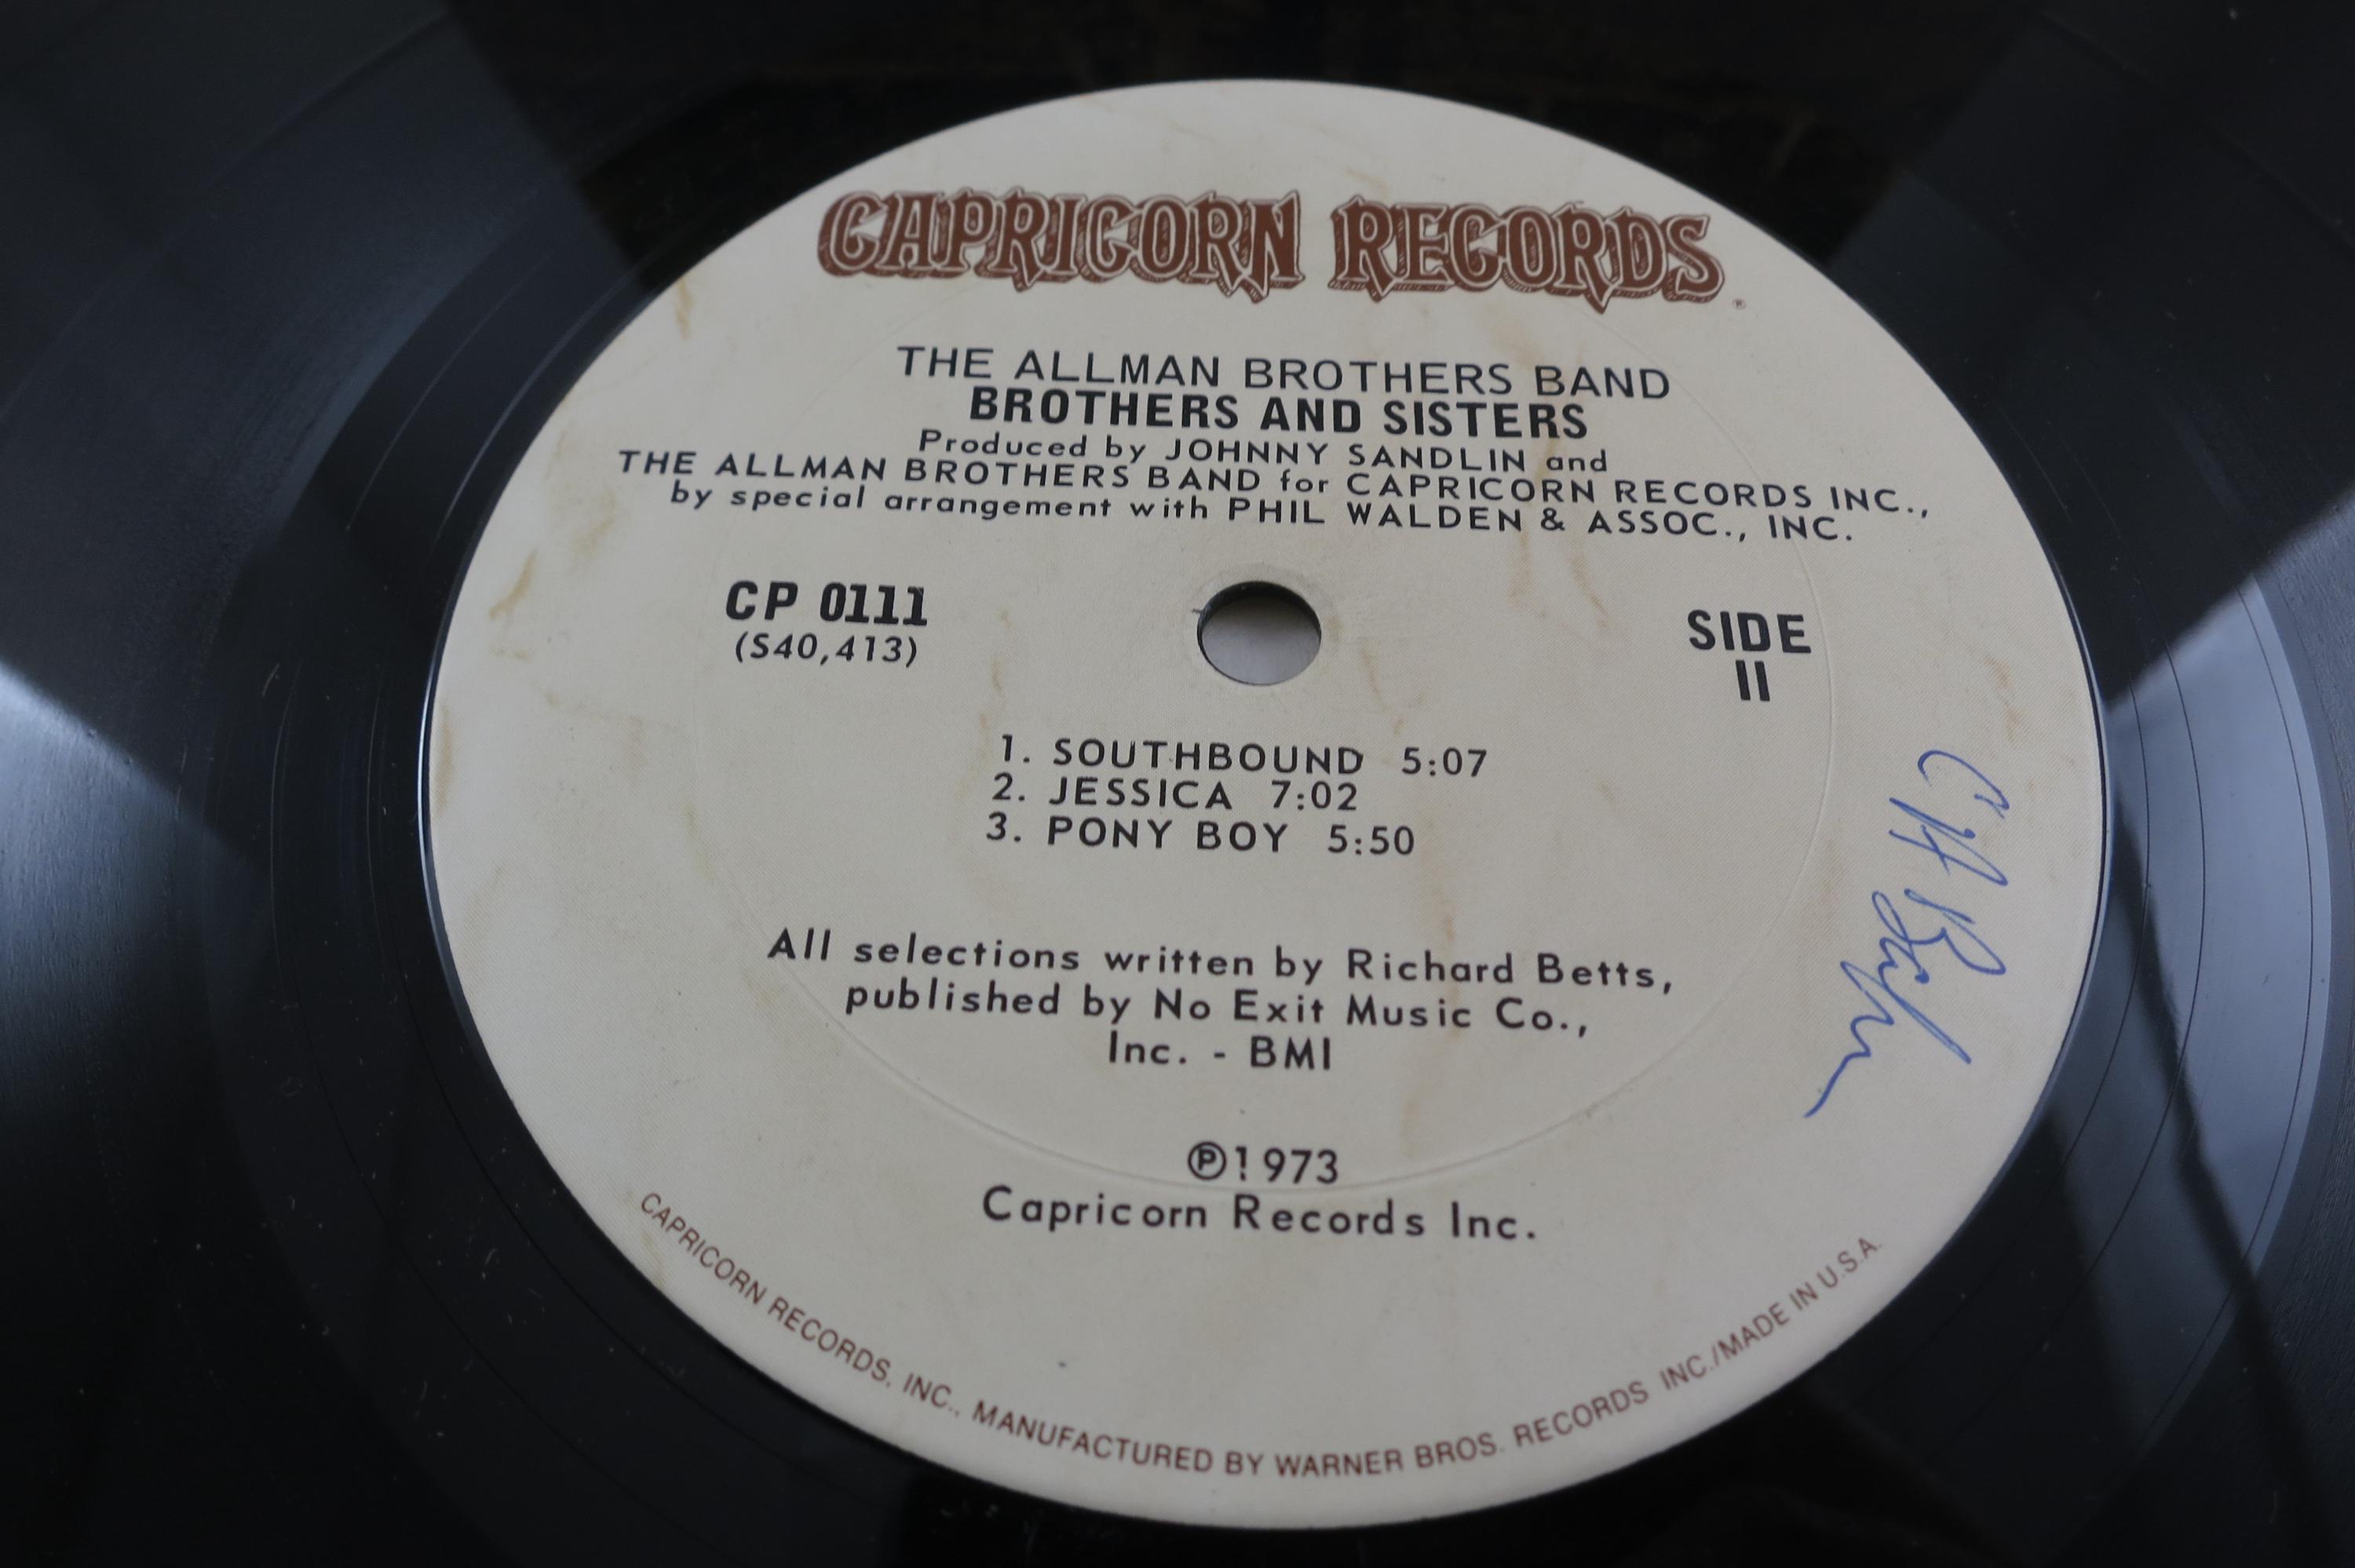 CAPRICORN RECORDS ®
THE ALLMAN BROTHERS BAND
BROTHERS AND SISTERS
Produced by JOHNNY SANDLIN and
THE ALLMAN BROTHERS BAND for CAPRICORN RECORDS INC.,
by special arrangement with PHIL WALDEN & ASSOC., INC.
CP 0111
(S40,413)
SIDE
II
1. SOUTHBOUND 5:07
2. JESSICA 7:02
3. PONY BOY 5:50
All selections written by Richard Betts,
published by No Exit Music Co.,
Inc. - BMI
℗1973
Capricorn Records Inc.
CAPRICORN RECORDS, INC., MANUFACTURED BY WARNER BROS. RECORDS INC./MADE IN U.S.A.